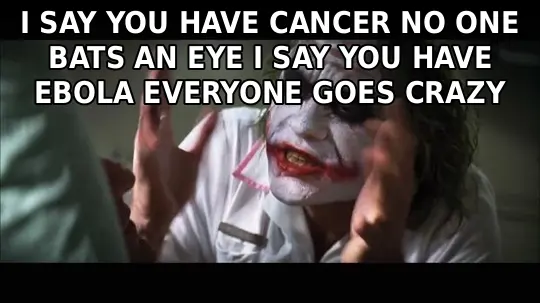 I SAY YOU HAVE CANCER NO ONE
BATS AN EYE I SAY YOU HAVE
EBOLA EVERYONE GOES CRAZY